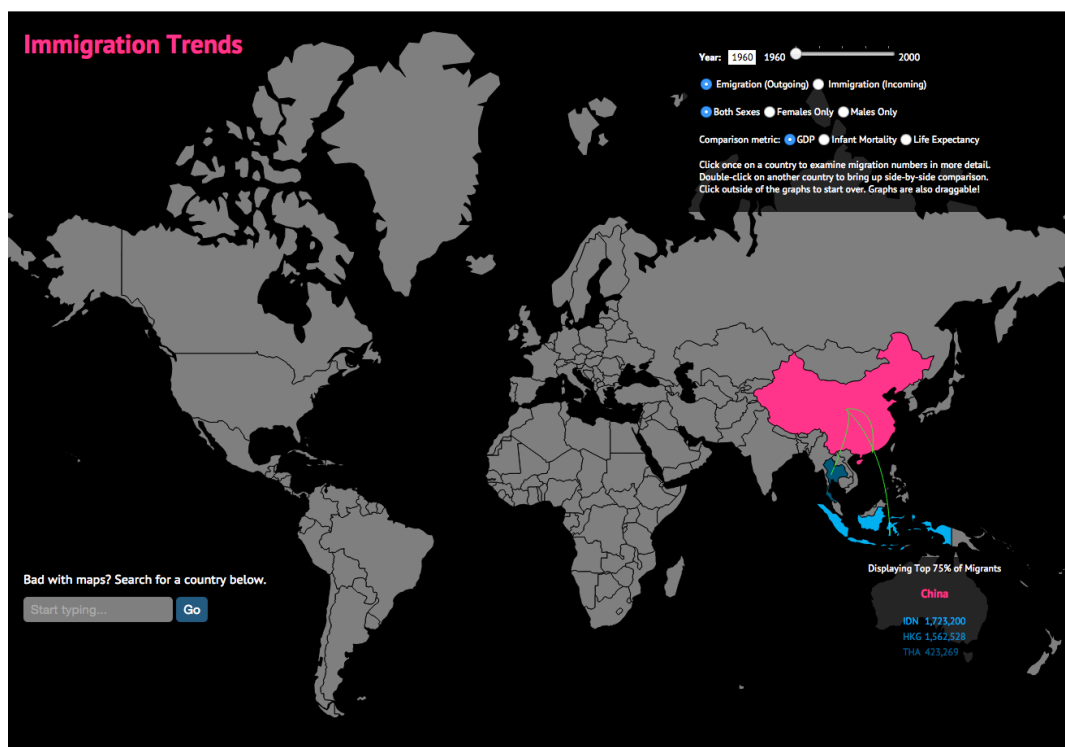 Immigration Trends
Year: 1960 1960 2000
Emigration (Outgoing) Immigration (Incoming)
Both Sexes Females Only Males Only
Comparison metric: GDP Infant Mortality Life Expectancy
Click once on a country to examine migration numbers in more detail.
Double-click on another country to bring up side-by-side comparison.
Click outside of the graphs to start over. Graphs are also draggable!
Bad with maps? Search for a country below.
Start typing... Go
Displaying Top 75% of Migrants
China
IDN 1,723,200
HKG 1,562,528
THA 423,269